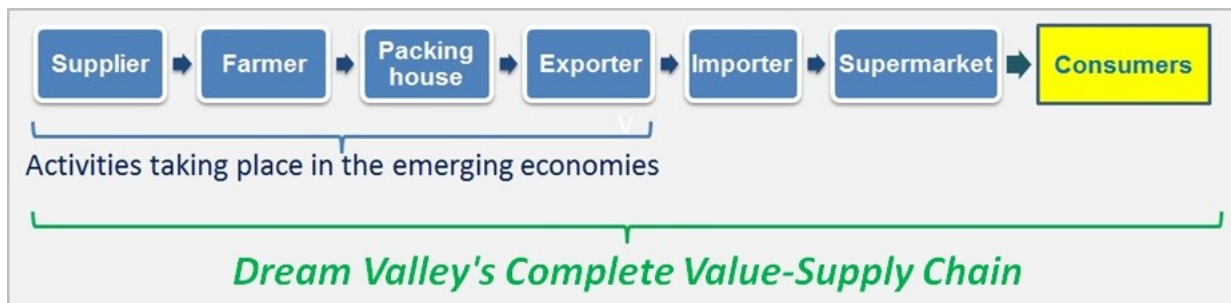 Supplier
Farmer
Packing
house
Exporter
Importer
Supermarket
Consumers
V
Activities taking place in the emerging economies
Dream Valley's Complete Value-Supply Chain